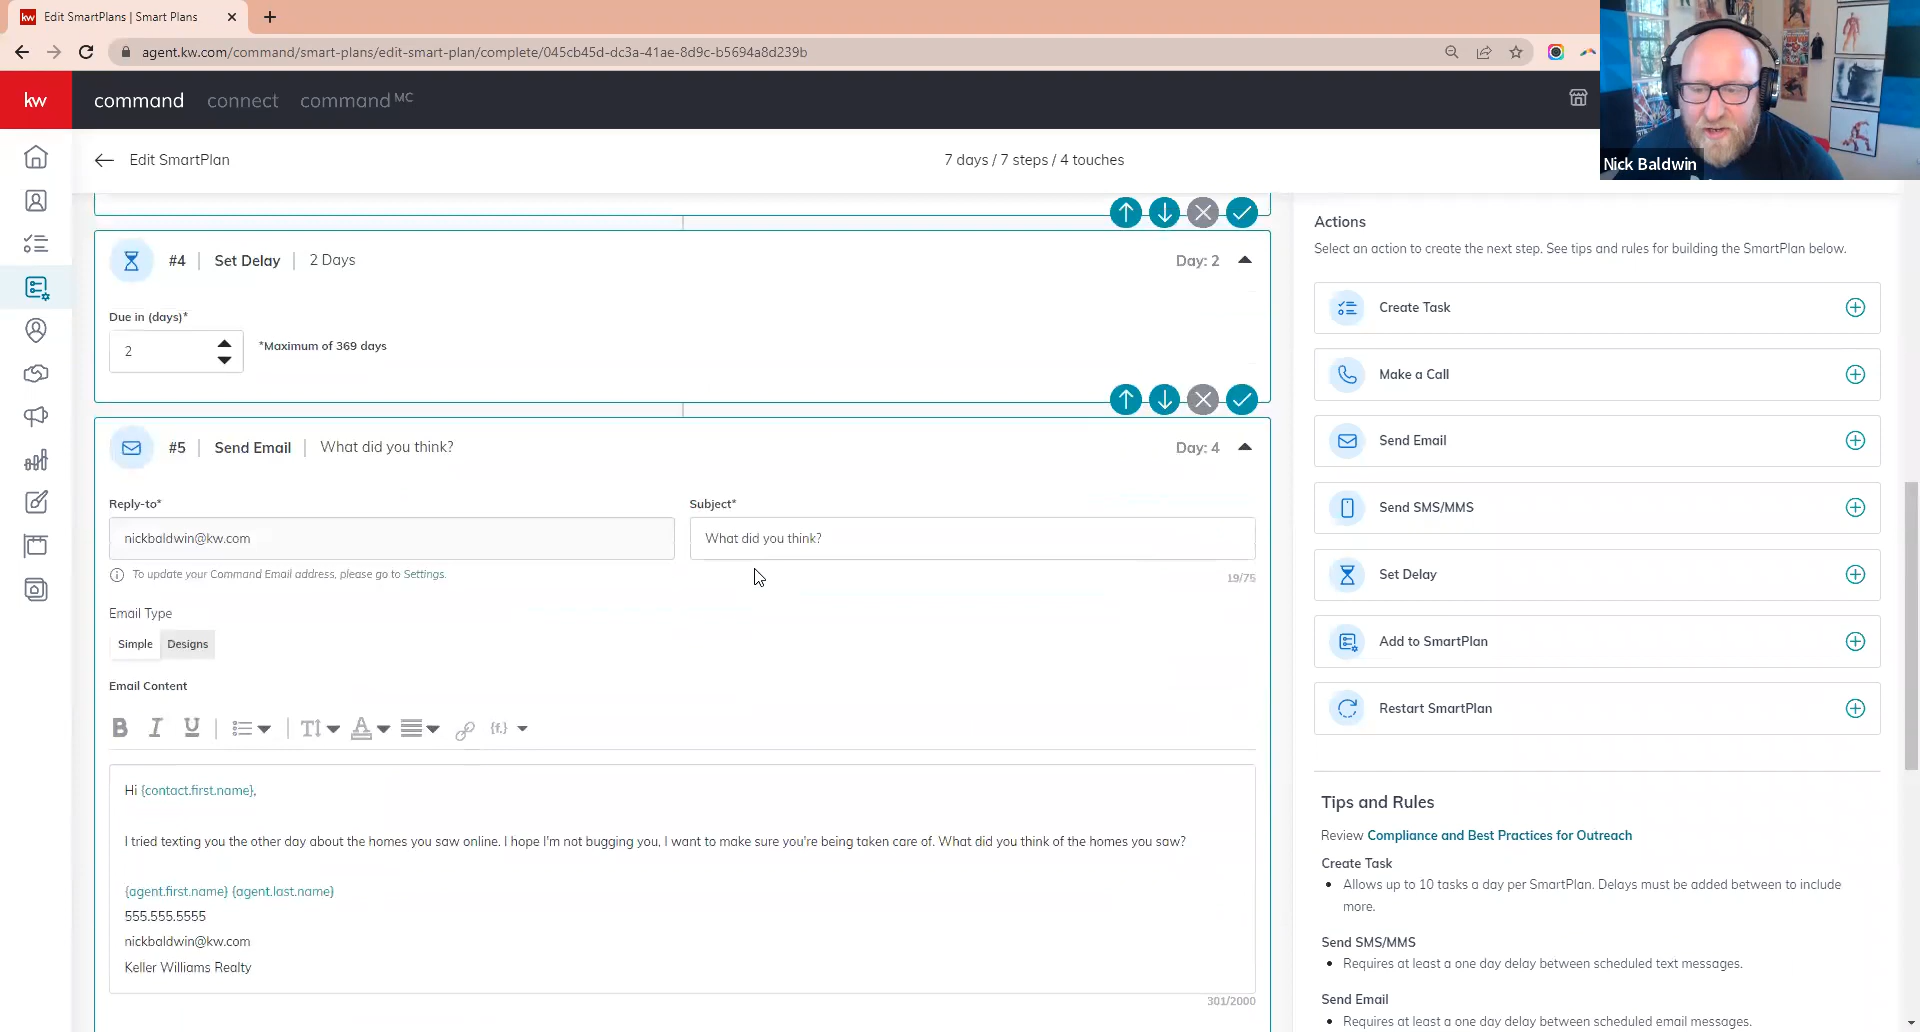 kw Edit SmartPlans | Smart Plans
agent.kw.com/command/smart-plans/edit-smart-plan/complete/045cb45d-dc3a-41ae-8d9c-b5694a8d239b
kw command connect command MC
Nick Baldwin
Edit SmartPlan
7 days / 7 steps / 4 touches
#4 | Set Delay | 2 Days
Day: 2
Due in (days)*
2
*Maximum of 369 days
#5 | Send Email | What did you think?
Day: 4
Reply-to*
Subject*
nickbaldwin@kw.com
What did you think?
To update your Command Email address, please go to Settings.
19/75
Email Type
Simple Designs
Email Content
B I U
{f.}
Hi {contact.first.name},
I tried texting you the other day about the homes you saw online. I hope I'm not bugging you, I want to make sure you're being taken care of. What did you think of the homes you saw?
{agent.first.name} {agent.last.name}
555.555.5555
nickbaldwin@kw.com
Keller Williams Realty
301/2000
Actions
Select an action to create the next step. See tips and rules for building the SmartPlan below.
Create Task
Make a Call
Send Email
Send SMS/MMS
Set Delay
Add to SmartPlan
Restart SmartPlan
Tips and Rules
Review Compliance and Best Practices for Outreach
Create Task
• Allows up to 10 tasks a day per SmartPlan. Delays must be added between to include
more.
Send SMS/MMS
• Requires at least a one day delay between scheduled text messages.
Send Email
• Requires at least a one day delay between scheduled email messages.